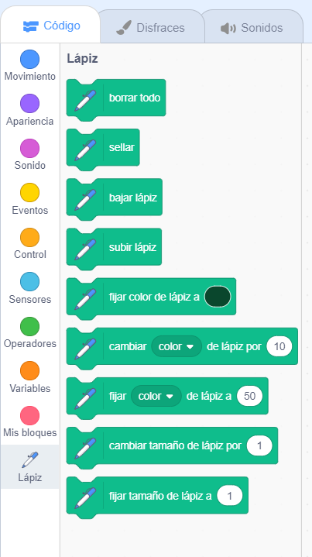 Código
Disfraces
Sonidos
Movimiento
Apariencia
Sonido
Eventos
Control
Sensores
Operadores
Variables
Mis bloques
Lápiz
Lápiz
borrar todo
sellar
bajar lápiz
subir lápiz
fijar color de lápiz a
cambiar color de lápiz por 10
fijar color de lápiz a 50
cambiar tamaño de lápiz por 1
fijar tamaño de lápiz a 1